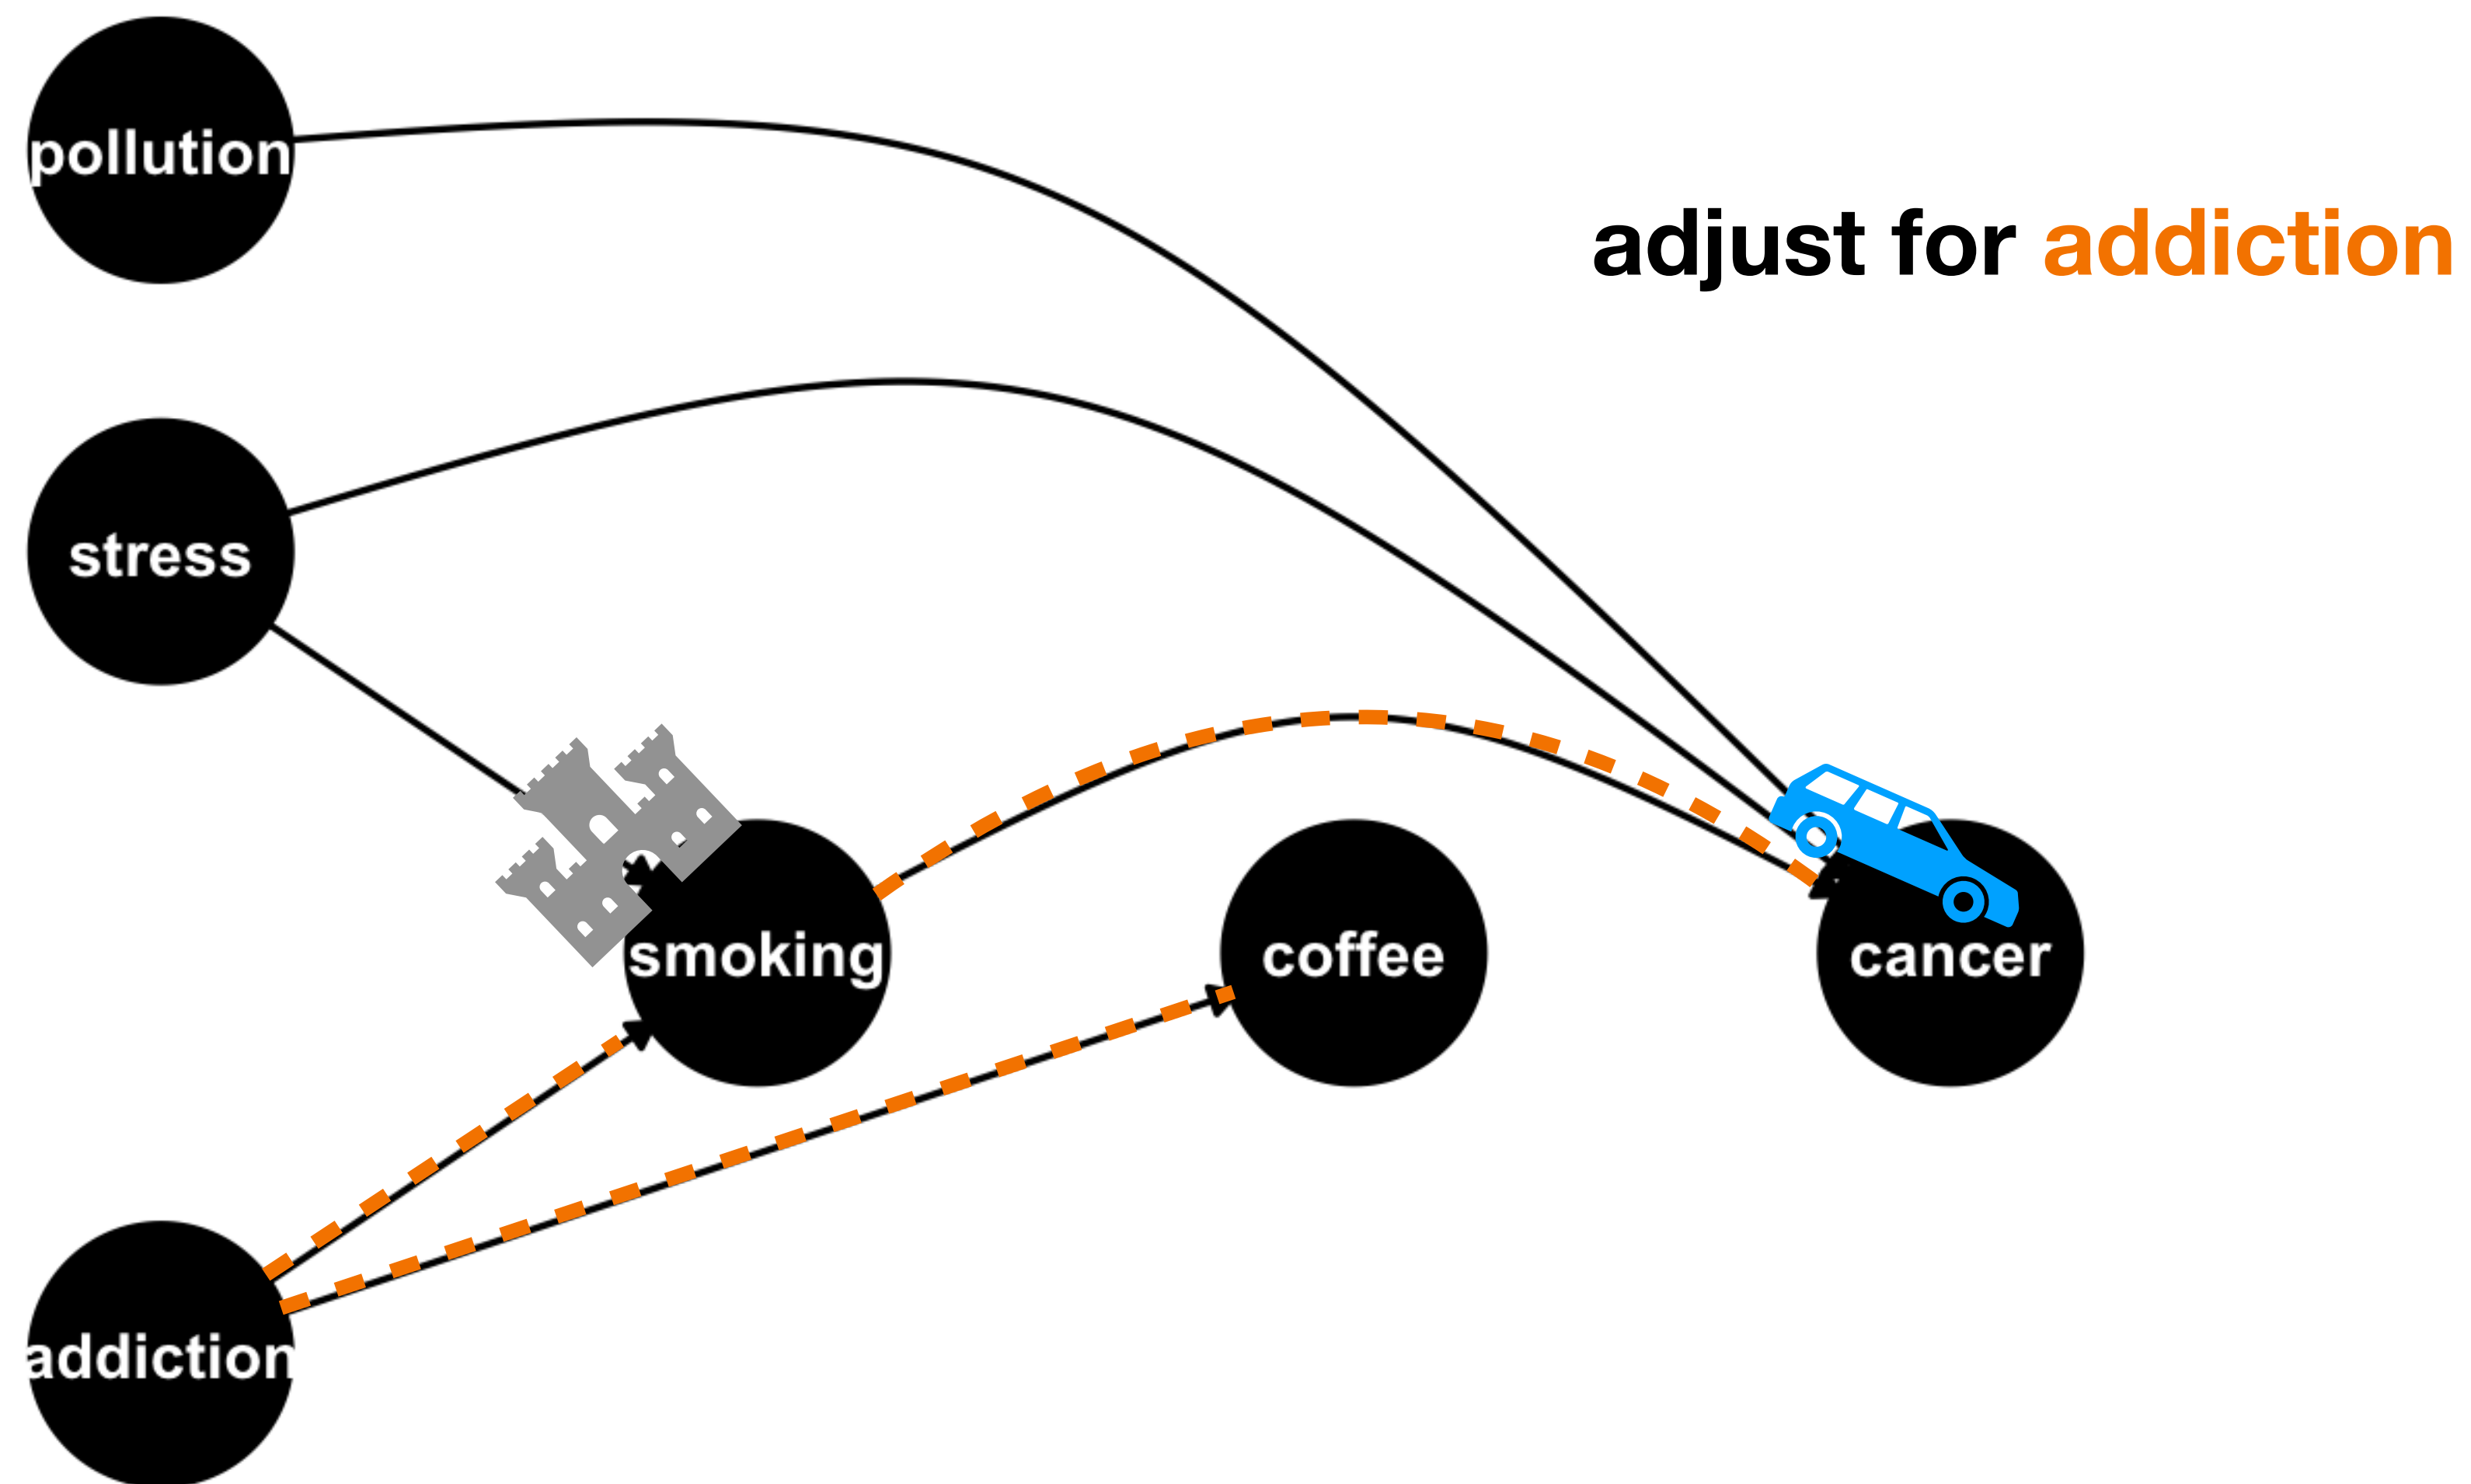 pollution
adjust for addiction
stress
smoking
coffee
cancer
addiction